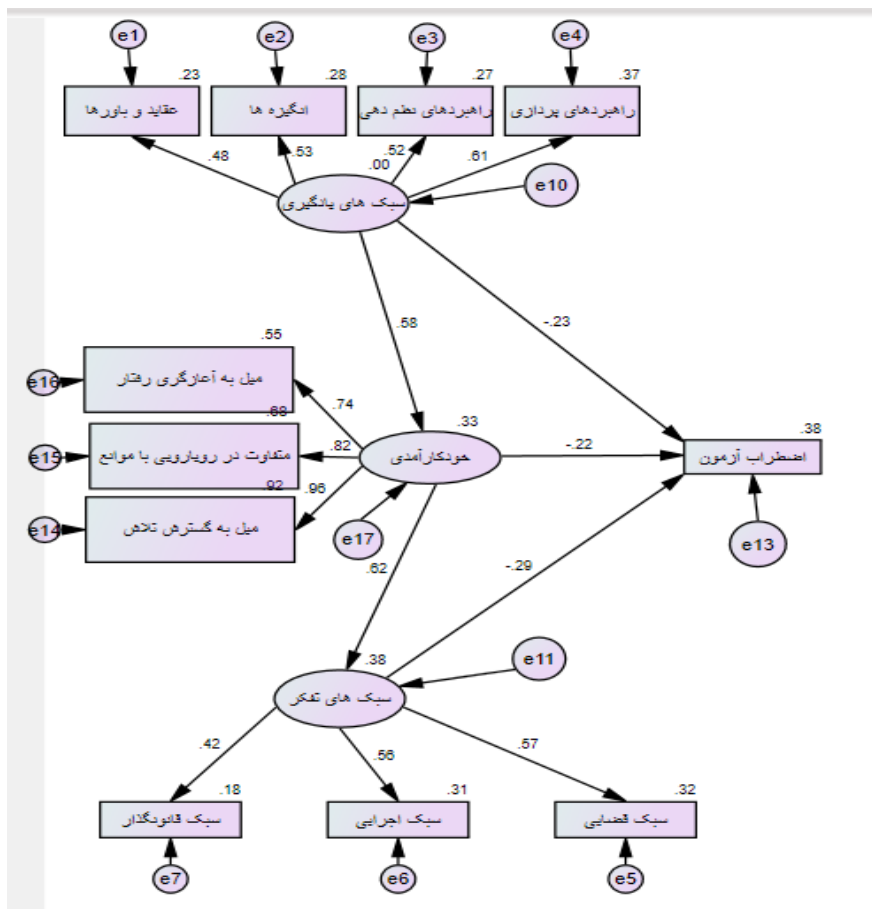 e1
e2
e3
e4
.23
.28
.27
.37
عقاید و باورها
انگیزه ها
راهبردهای نظم دهی
راهبردهای پردازی
.48
.53
.52
.00
.61
سبک های یادگیری
e10
.58
-.23
.55
e16
میل به آغازگری رفتار
.74
.68
.33
.38
e15
متفاوت در رویارویی با موانع
.82
خودکارآمدی
-.22
اضطراب آزمون
.92
.96
e14
میل به گسترش تلاش
e17
e13
.62
-.29
.38
e11
سبک های تفکر
.42
.56
.57
.18
.31
.32
سبک قانونگذار
سبک اجرایی
سبک قضایی
e7
e6
e5